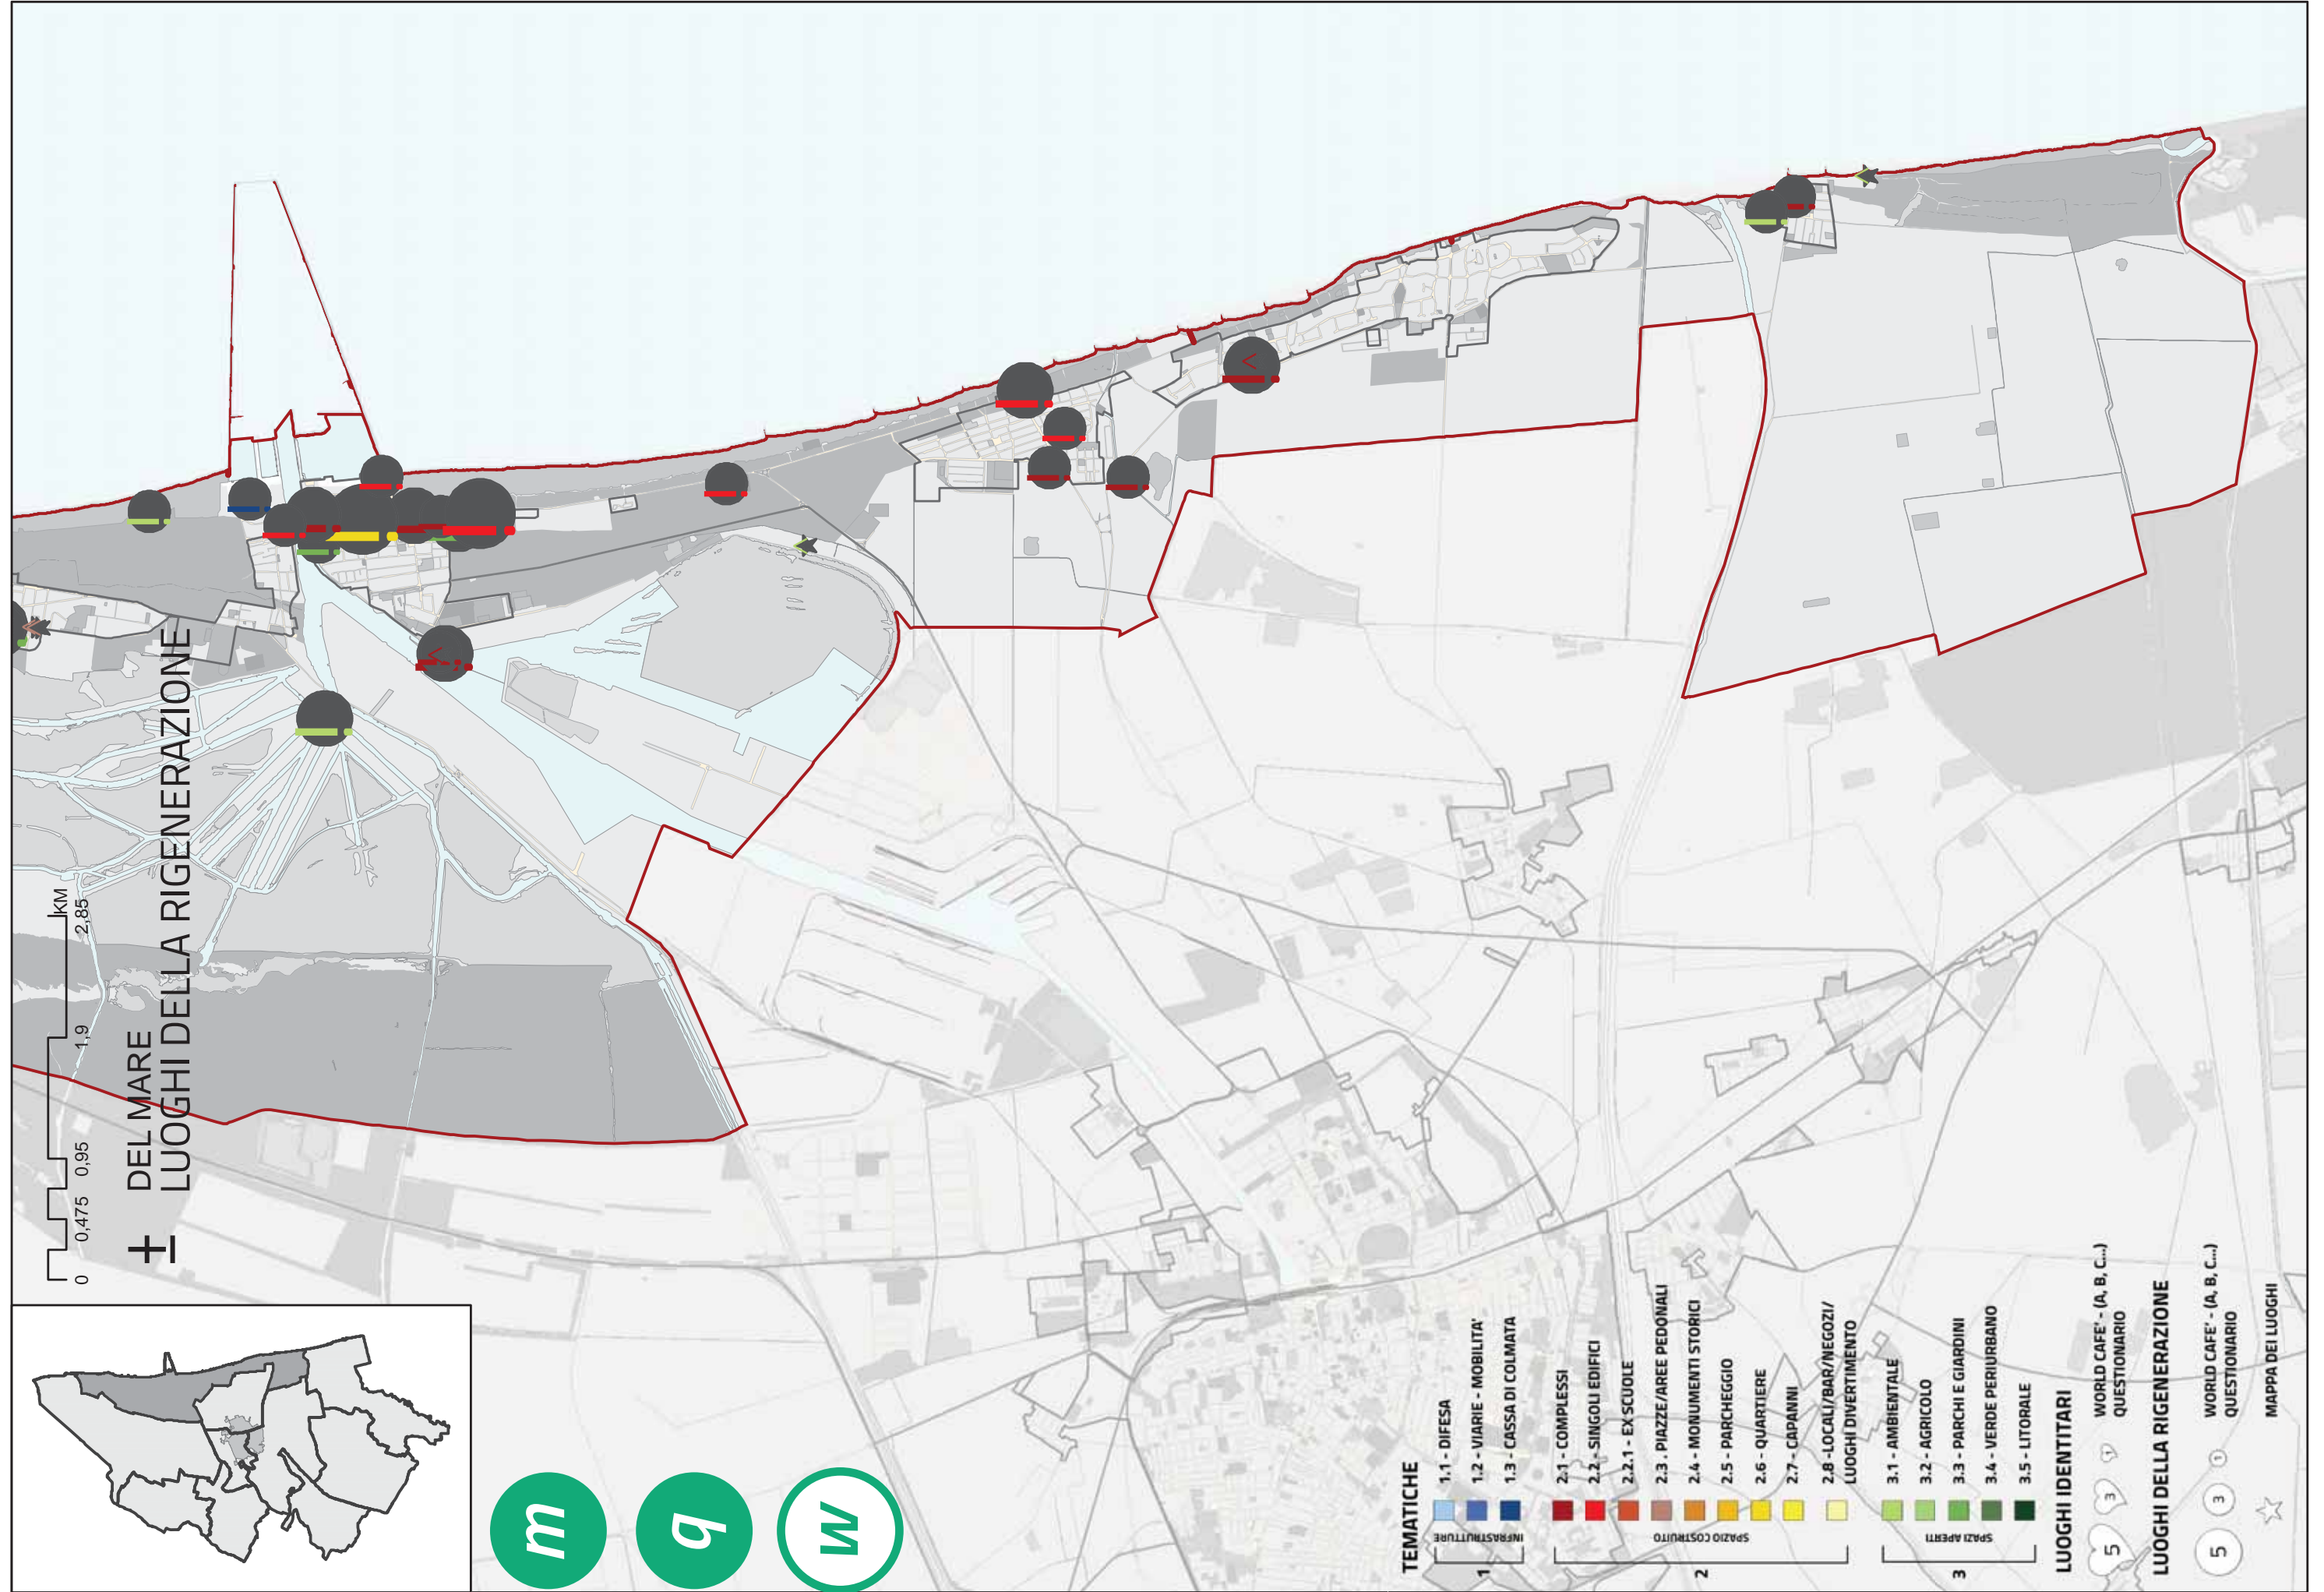 DEL MARE
LUOGHI DELLA RIGENERAZIONE
±
0 0,475 0,95 1,9 2,85
KM
m
q
w
TEMATICHE
1
INFRASTRUTTURE
1.1 - DIFESA
1.2 - VIARIE - MOBILITA'
1.3 - CASSA DI COLMATA
2
SPAZIO COSTRUITO
2.1 - COMPLESSI
2.2 - SINGOLI EDIFICI
2.2.1 - EX SCUOLE
2.3. PIAZZE/AREE PEDONALI
2.4 - MONUMENTI STORICI
2.5 - PARCHEGGIO
2.6 - QUARTIERE
2.7 - CAPANNI
2.8 -LOCALI/BAR/NEGOZI/
LUOGHI DIVERTIMENTO
3
SPAZI APERTI
3.1 - AMBIENTALE
3.2 - AGRICOLO
3.3 - PARCHI E GIARDINI
3.4 - VERDE PERIURBANO
3.5 - LITORALE
LUOGHI IDENTITARI
5 3 1
WORLD CAFE' - (A, B, C...)
QUESTIONARIO
LUOGHI DELLA RIGENERAZIONE
5 3 1
WORLD CAFE' - (A, B, C...)
QUESTIONARIO
MAPPA DEI LUOGHI